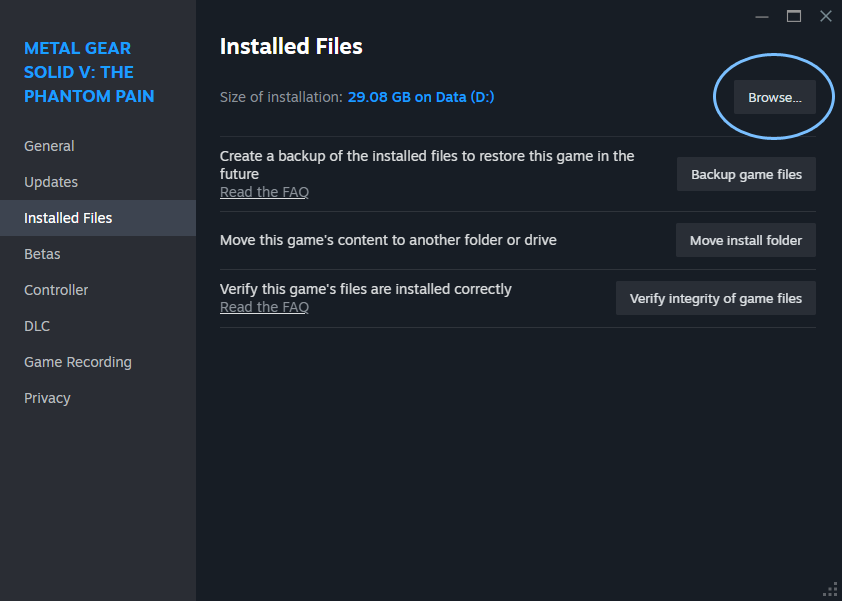 METAL GEAR
SOLID V: THE
PHANTOM PAIN
General
Updates
Installed Files
Betas
Controller
DLC
Game Recording
Privacy
Installed Files
Size of installation: 29.08 GB on Data (D:)
Browse...
Create a backup of the installed files to restore this game in the
future
Read the FAQ
Backup game files
Move this game's content to another folder or drive
Move install folder
Verify this game's files are installed correctly
Read the FAQ
Verify integrity of game files